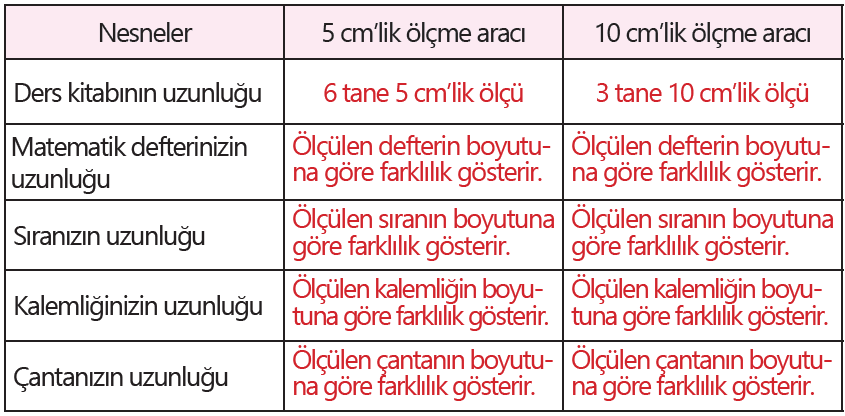 Nesneler
5 cm’lik ölçme aracı
10 cm’lik ölçme aracı
Ders kitabının uzunluğu
6 tane 5 cm’lik ölçü
3 tane 10 cm’lik ölçü
Matematik defterinizin
uzunluğu
Ölçülen defterin boyutu-
na göre farklılık gösterir.
Ölçülen defterin boyutu-
na göre farklılık gösterir.
Sıranızın uzunluğu
Ölçülen sıranın boyutuna
göre farklılık gösterir.
Ölçülen sıranın boyutuna
göre farklılık gösterir.
Kalemliğinizin uzunluğu
Ölçülen kalemliğin boyu-
tuna göre farklılık gösterir.
Ölçülen kalemliğin boyu-
tuna göre farklılık gösterir.
Çantanızın uzunluğu
Ölçülen çantanın boyutu-
na göre farklılık gösterir.
Ölçülen çantanın boyutu-
na göre farklılık gösterir.